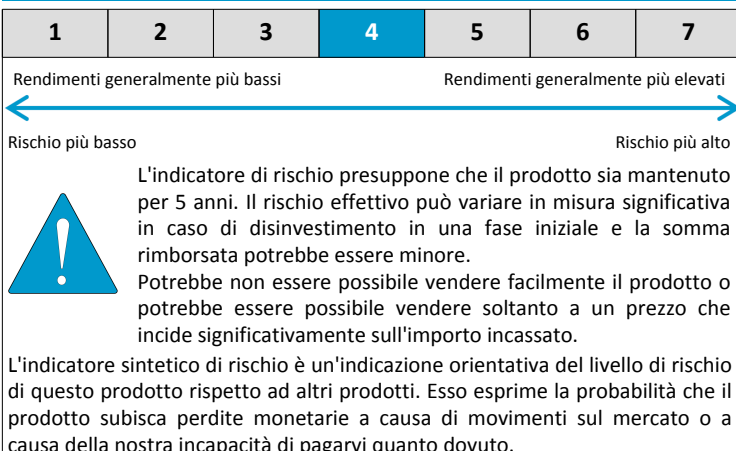 1 2 3 4 5 6 7
Rendimenti generalmente più bassi Rendimenti generalmente più elevati
Rischio più basso Rischio più alto
L'indicatore di rischio presuppone che il prodotto sia mantenuto
per 5 anni. Il rischio effettivo può variare in misura significativa
in caso di disinvestimento in una fase iniziale e la somma
rimborsata potrebbe essere minore.
Potrebbe non essere possibile vendere facilmente il prodotto o
potrebbe essere possibile vendere soltanto a un prezzo che
incide significativamente sull'importo incassato.
L'indicatore sintetico di rischio è un'indicazione orientativa del livello di rischio
di questo prodotto rispetto ad altri prodotti. Esso esprime la probabilità che il
prodotto subisca perdite monetarie a causa di movimenti sul mercato o a
causa della nostra incapacità di pagarvi quanto dovuto.